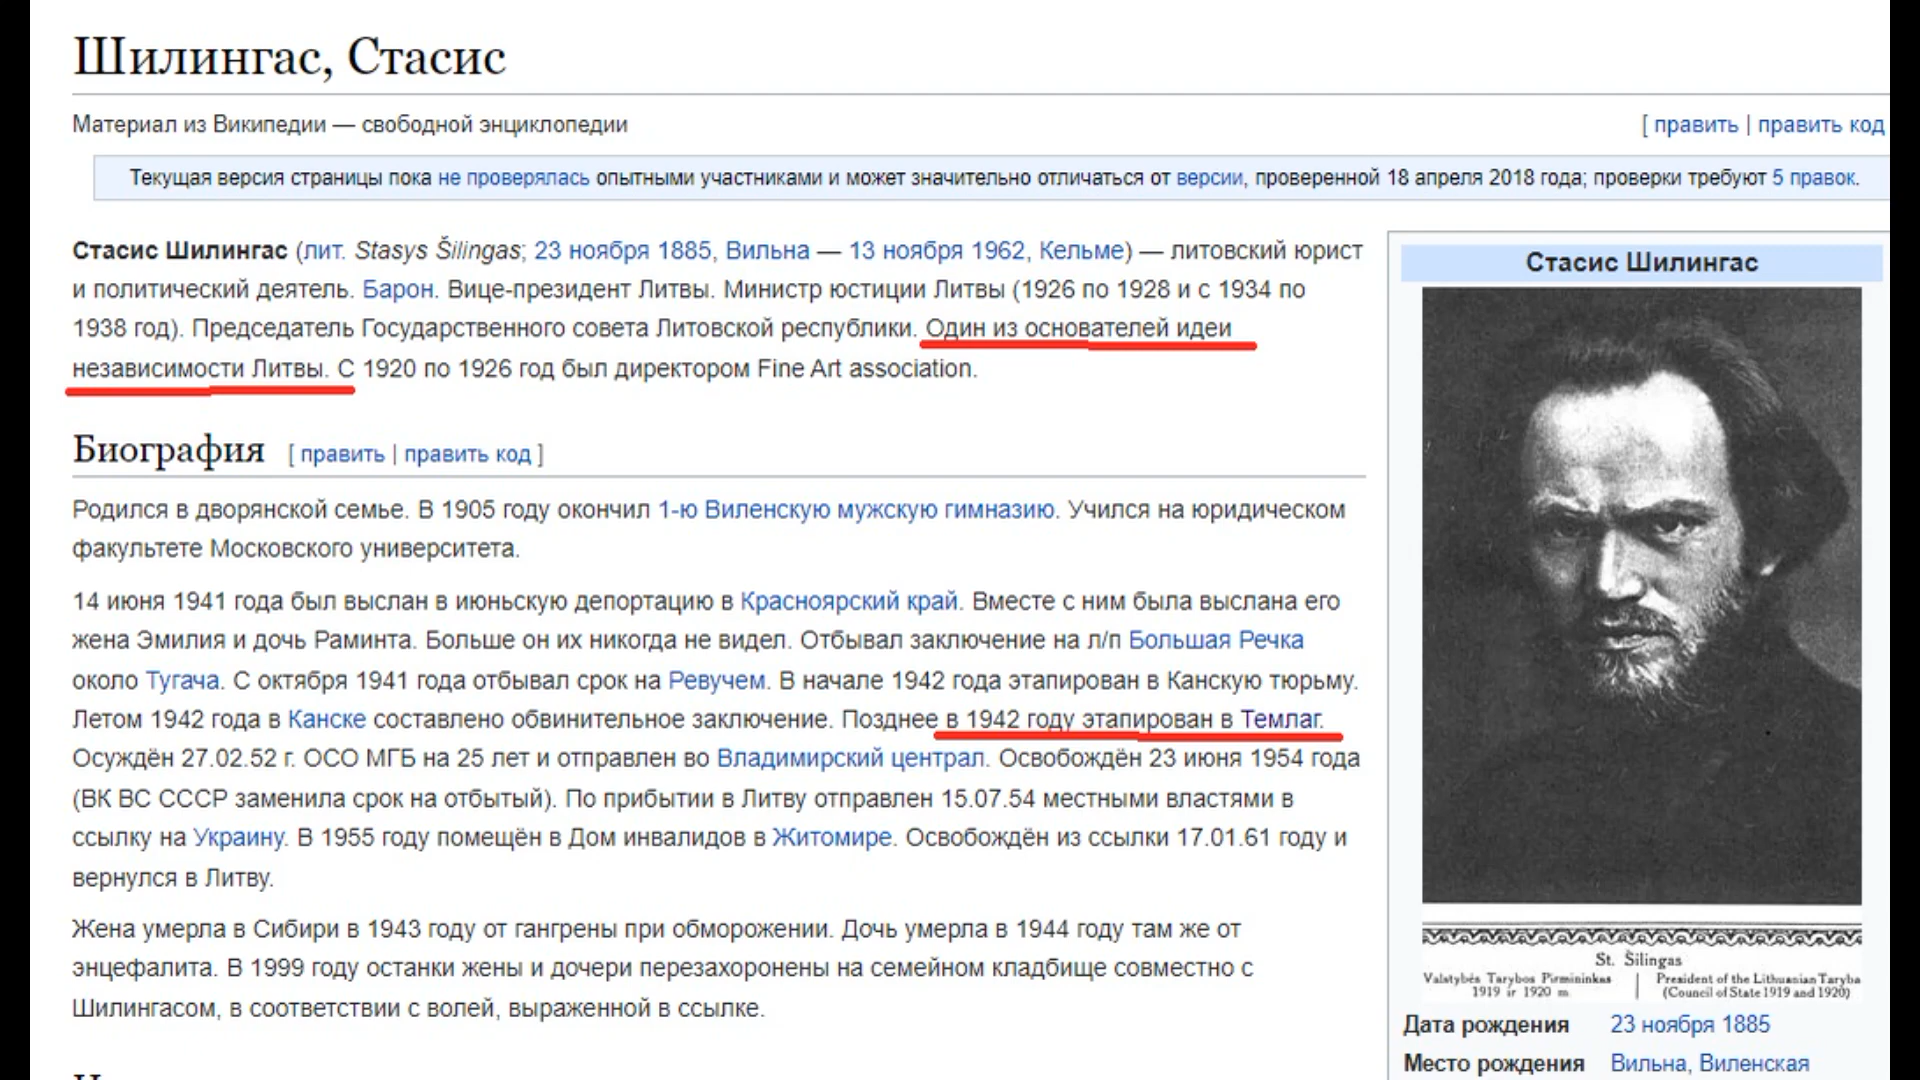 Шилингас, Стасис
Материал из Википедии — свободной энциклопедии
[ править | править код
Текущая версия страницы пока не проверялась опытными участниками и может значительно отличаться от версии, проверенной 18 апреля 2018 года; проверки требуют 5 правок.
Стасис Шилингас (лит. Stasys Šilingas; 23 ноября 1885, Вильна — 13 ноября 1962, Кельме) — литовский юрист
и политический деятель. Барон. Вице-президент Литвы. Министр юстиции Литвы (1926 по 1928 и с 1934 по
1938 год). Председатель Государственного совета Литовской республики. Один из основателей идеи
независимости Литвы. С 1920 по 1926 год был директором Fine Art association.
Биография [ править | править код ]
Родился в дворянской семье. В 1905 году окончил 1-ю Виленскую мужскую гимназию. Учился на юридическом
факультете Московского университета.
14 июня 1941 года был выслан в июньскую депортацию в Красноярский край. Вместе с ним была выслана его
жена Эмилия и дочь Раминта. Больше он их никогда не видел. Отбывал заключение на л/п Большая Речка
около Тугача. С октября 1941 года отбывал срок на Ревучем. В начале 1942 года этапирован в Канскую тюрьму.
Летом 1942 года в Канске составлено обвинительное заключение. Позднее в 1942 году этапирован в Темлаг.
Осуждён 27.02.52 г. ОСО МГБ на 25 лет и отправлен во Владимирский централ. Освобождён 23 июня 1954 года
(ВК ВС СССР заменила срок на отбытый). По прибытии в Литву отправлен 15.07.54 местными властями в
ссылку на Украину. В 1955 году помещён в Дом инвалидов в Житомире. Освобождён из ссылки 17.01.61 году и
вернулся в Литву.
Жена умерла в Сибири в 1943 году от гангрены при обморожении. Дочь умерла в 1944 году там же от
энцефалита. В 1999 году останки жены и дочери перезахоронены на семейном кладбище совместно с
Шилингасом, в соответствии с волей, выраженной в ссылке.
Стасис Шилингас
St. Šilingas
Valstybės Tarybos Pirmininkas
1919 ir 1920 m
President of the Lithuanian Taryba
(Council of State 1919 and 1920)
Дата рождения 23 ноября 1885
Место рождения Вильна, Виленская